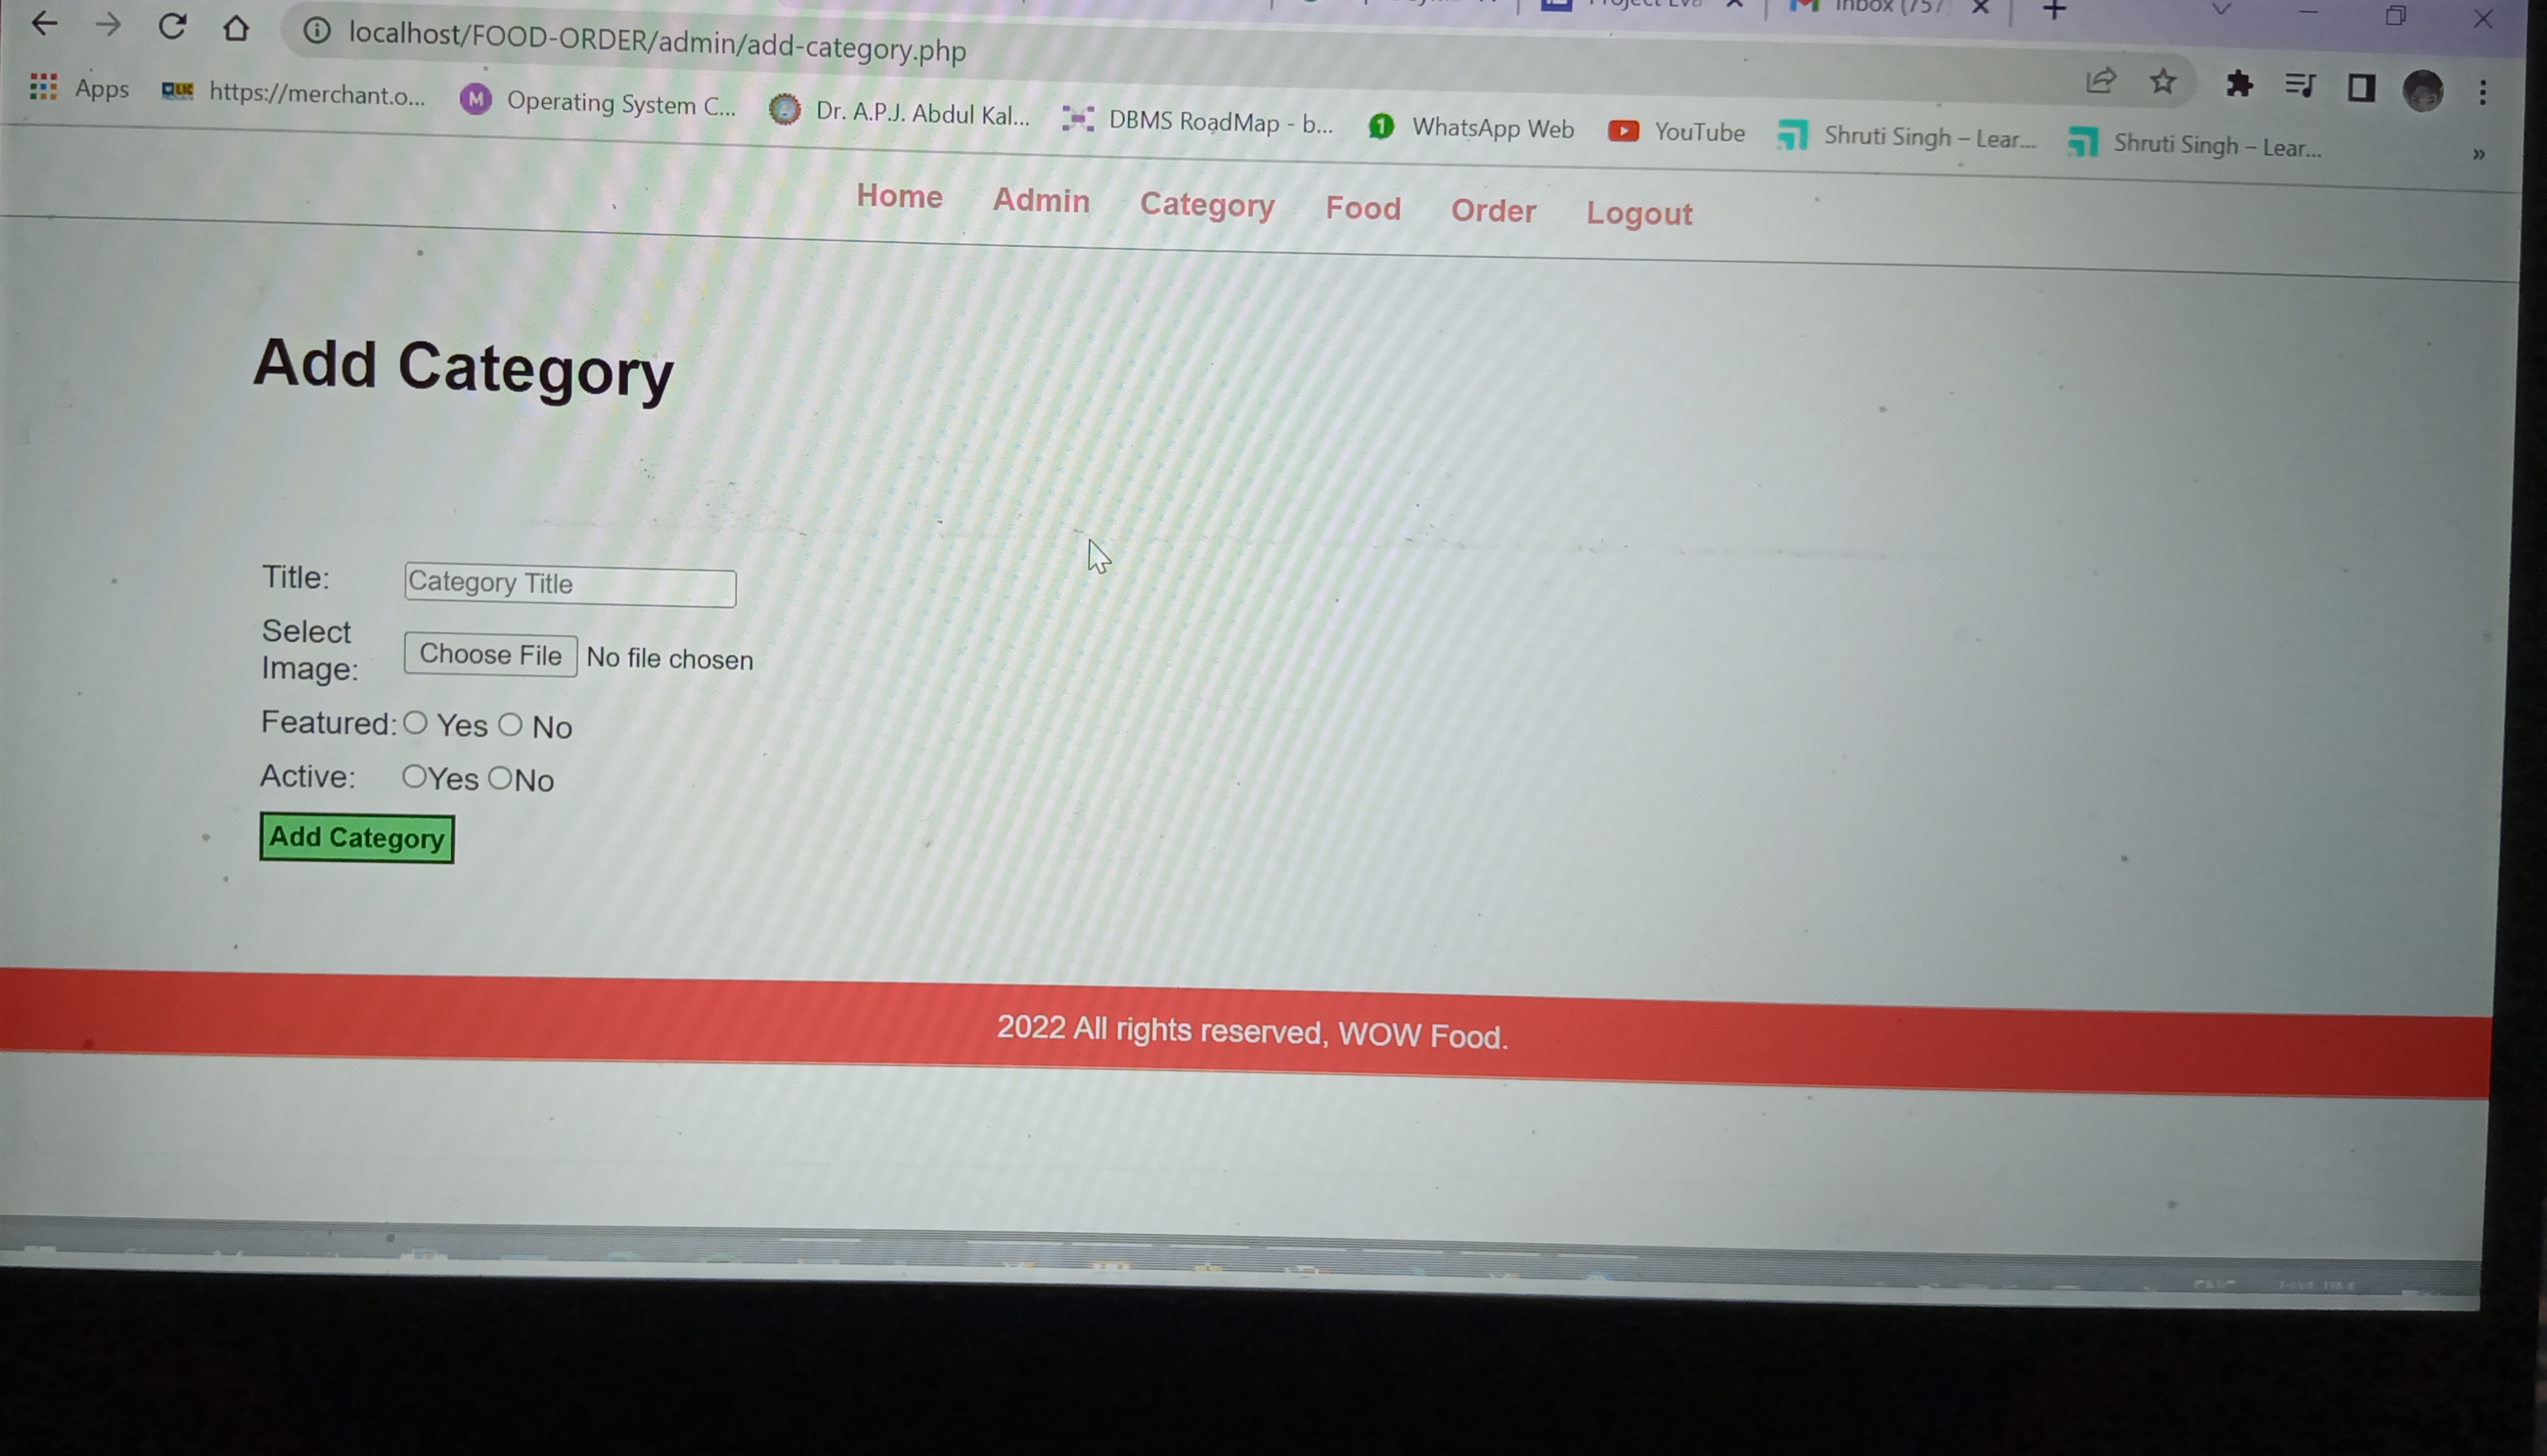 localhost/FOOD-ORDER/admin/add-category.php
Apps https://merchant.o... M Operating System C... Dr. A.P.J. Abdul Kal... DBMS RoadMap - b... 1 WhatsApp Web YouTube Shruti Singh – Lear... Shruti Singh – Lear... »
Home Admin Category Food Order Logout
Add Category
Title: Category Title
Select
Image: Choose File No file chosen
Featured: Yes No
Active: Yes No
Add Category
2022 All rights reserved, WOW Food.